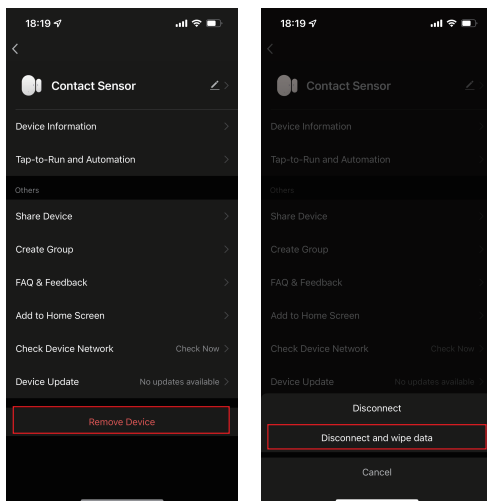 18:19
Contact Sensor
Device Information
Tap-to-Run and Automation
Others
Share Device
Create Group
FAQ & Feedback
Add to Home Screen
Check Device Network Check Now
Device Update No updates available
Remove Device
18:19
Contact Sensor
Device Information
Tap-to-Run and Automation
Others
Share Device
Create Group
FAQ & Feedback
Add to Home Screen
Check Device Network Check Now
Device Update No updates available
Disconnect
Disconnect and wipe data
Cancel